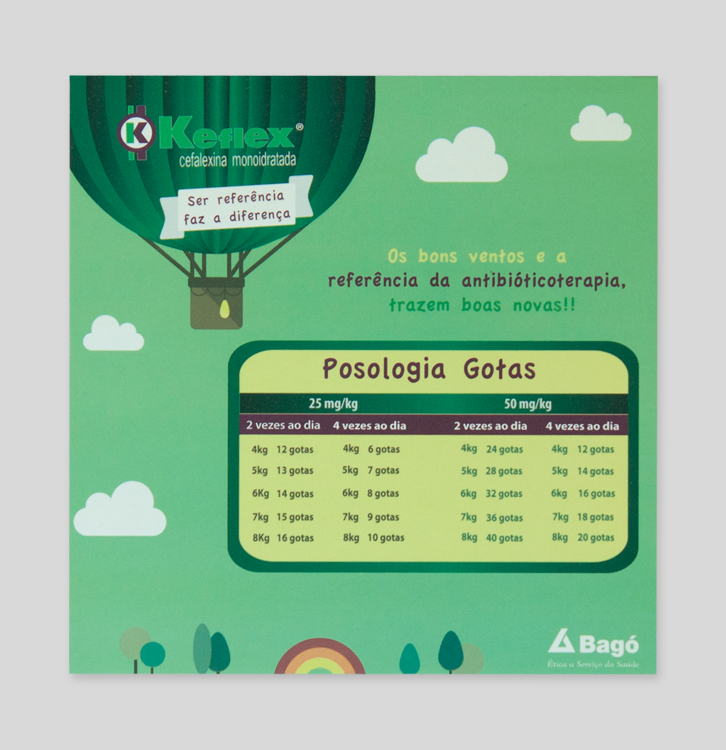 Keflex®
cefalexina monoidratada
Ser referência
faz a diferença
Os bons ventos e a
referência da antibióticoterapia,
trazem boas novas!!
Posologia Gotas
25 mg/kg 50 mg/kg
2 vezes ao dia 4 vezes ao dia 2 vezes ao dia 4 vezes ao dia
4kg 12 gotas 4kg 6 gotas 4kg 24 gotas 4kg 12 gotas
5kg 13 gotas 5kg 7 gotas 5kg 28 gotas 5kg 14 gotas
6Kg 14 gotas 6kg 8 gotas 6kg 32 gotas 6kg 16 gotas
7kg 15 gotas 7kg 9 gotas 7kg 36 gotas 7kg 18 gotas
8Kg 16 gotas 8kg 10 gotas 8kg 40 gotas 8kg 20 gotas
Bagó
Ética a Serviço da Saúde